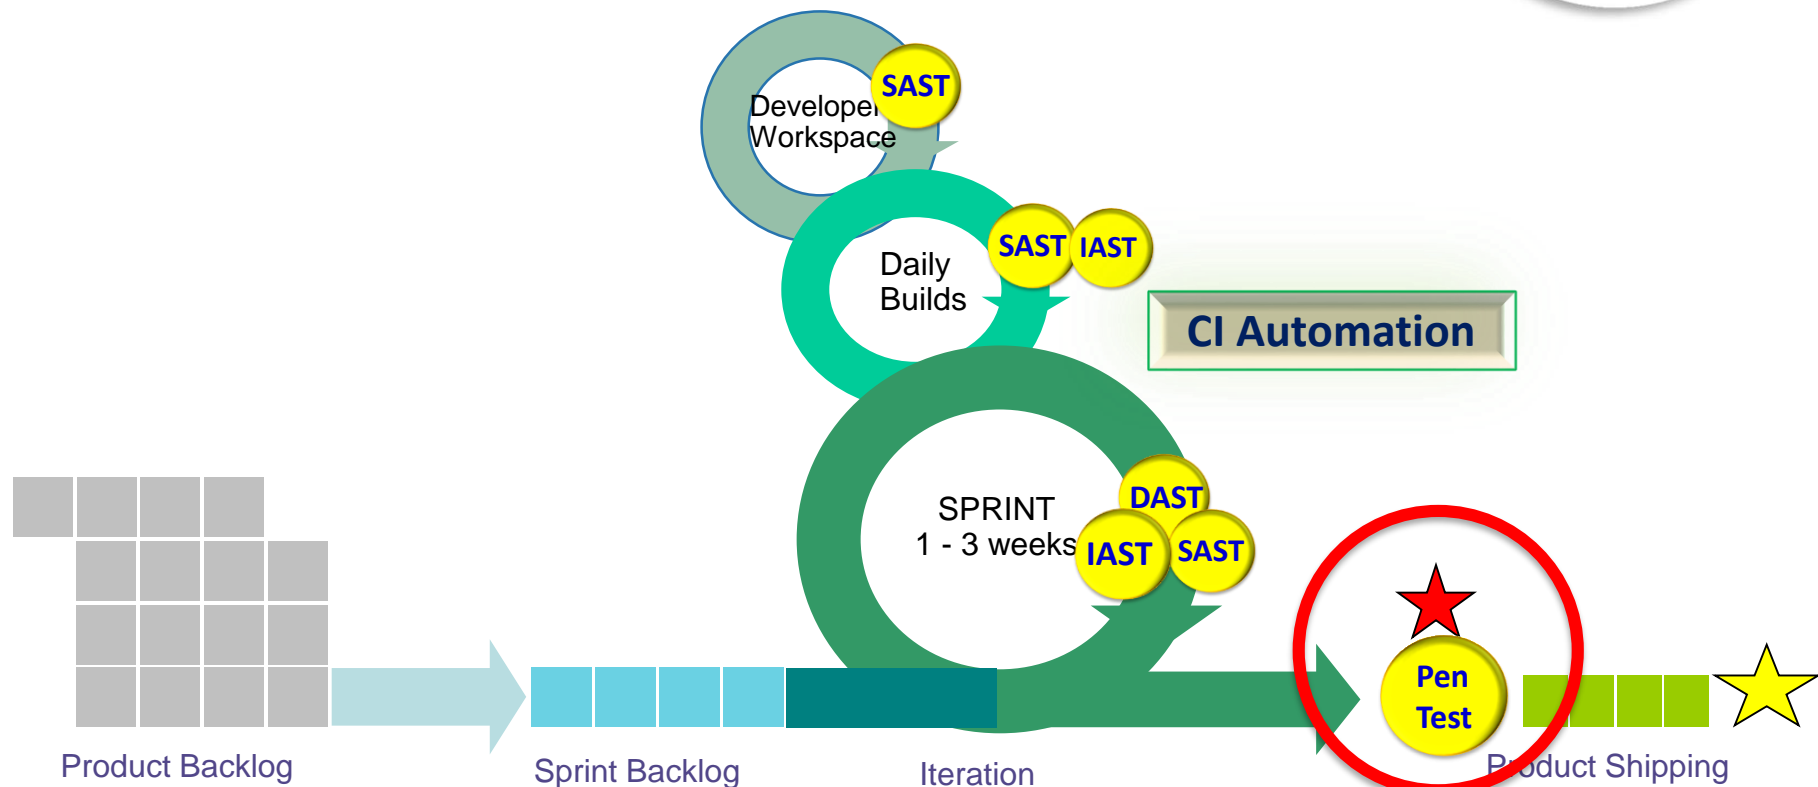 SAST
Developer
Workspace
SAST
IAST
Daily
Builds
CI Automation
DAST
SPRINT
1 - 3 weeks
IAST
SAST
Pen
Test
Product Backlog
Sprint Backlog
Iteration
Product Shipping